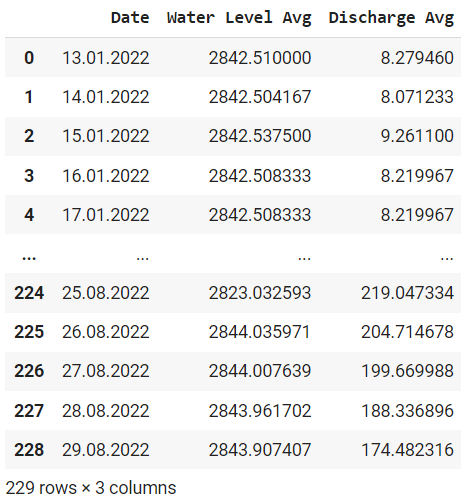 Date Water Level Avg Discharge Avg
0 13.01.2022 2842.510000 8.279460
1 14.01.2022 2842.504167 8.071233
2 15.01.2022 2842.537500 9.261100
3 16.01.2022 2842.508333 8.219967
4 17.01.2022 2842.508333 8.219967
... ... ... ...
224 25.08.2022 2823.032593 219.047334
225 26.08.2022 2844.035971 204.714678
226 27.08.2022 2844.007639 199.669988
227 28.08.2022 2843.961702 188.336896
228 29.08.2022 2843.907407 174.482316
229 rows × 3 columns